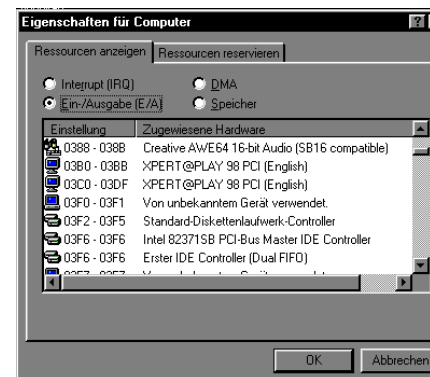 Eigenschaften für Computer
Ressourcen anzeigen Ressourcen reservieren
Interrupt (IRQ) DMA
Ein-/Ausgabe (E/A) Speicher
Einstellung Zugewiesene Hardware
0388 - 038B Creative AWE64 16-bit Audio (SB16 compatible)
03B0 - 03BB XPERT@PLAY 98 PCI (English)
03C0 - 03DF XPERT@PLAY 98 PCI (English)
03F0 - 03F1 Von unbekanntem Gerät verwendet.
03F2 - 03F5 Standard-Diskettenlaufwerk-Controller
03F6 - 03F6 Intel 82371SB PCI-Bus Master IDE Controller
03F6 - 03F6 Erster IDE Controller (Dual FIFO)
OK Abbrechen